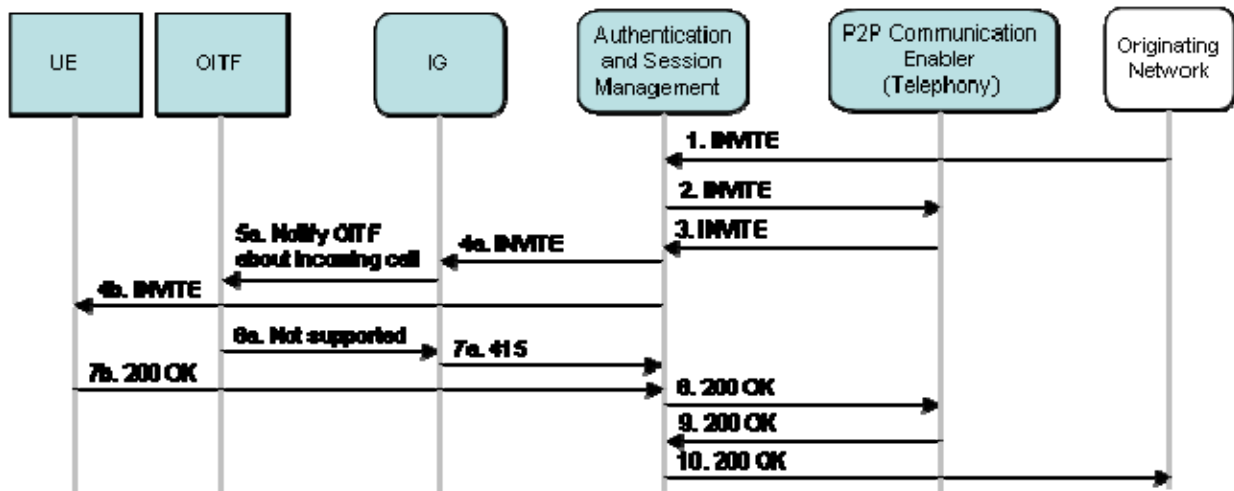 UE
OITF
IG
Authentication
and Session
Management
P2P Communication
Enabler
(Telephony)
Originating
Network
1. INVITE
2. INVITE
3. INVITE
5a. Notify OITF
about incoming call
4a. INVITE
4b. INVITE
6a. Not supported
7a. 415
7b. 200 OK
8. 200 OK
9. 200 OK
10. 200 OK